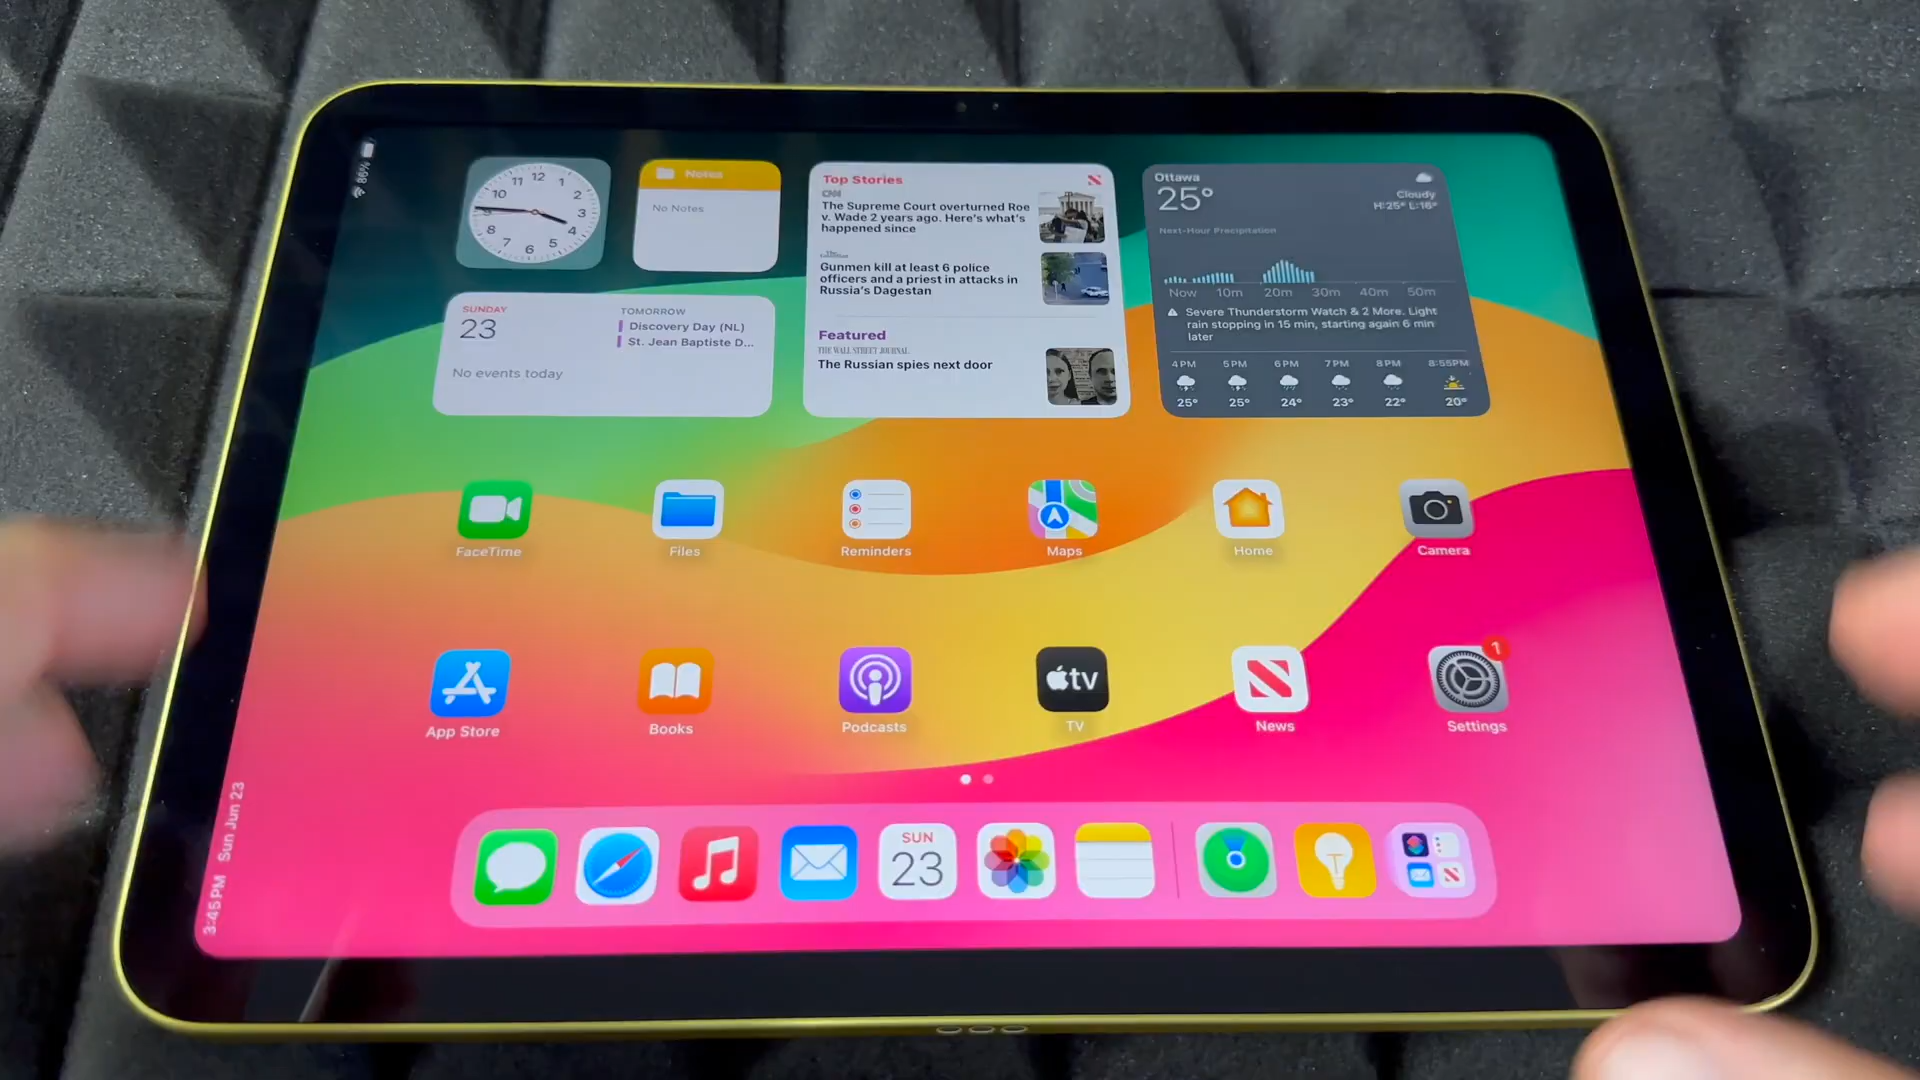 86%
12
1
2
3
4
5
6
7
8
9
10
11
Notes
No Notes
SUNDAY
23
No events today
TOMORROW
Discovery Day (NL)
St. Jean Baptiste D...
Top Stories
CNN
The Supreme Court overturned Roe
v. Wade 2 years ago. Here's what's
happened since
Gunmen kill at least 6 police
officers and a priest in attacks in
Russia's Dagestan
Featured
THE WALL STREET JOURNAL
The Russian spies next door
Ottawa
25°
Cloudy
H:25° L:16°
Next-Hour Precipitation
Now 10m 20m 30m 40m 50m
Severe Thunderstorm Watch & 2 More. Light
rain stopping in 15 min, starting again 6 min
later
4PM 5PM 6PM 7PM 8PM 8:55PM
25° 25° 24° 23° 22° 20°
FaceTime
Files
Reminders
Maps
Home
Camera
tv
1
App Store
Books
Podcasts
TV
News
Settings
SUN
23
3:45 PM Sun Jun 23